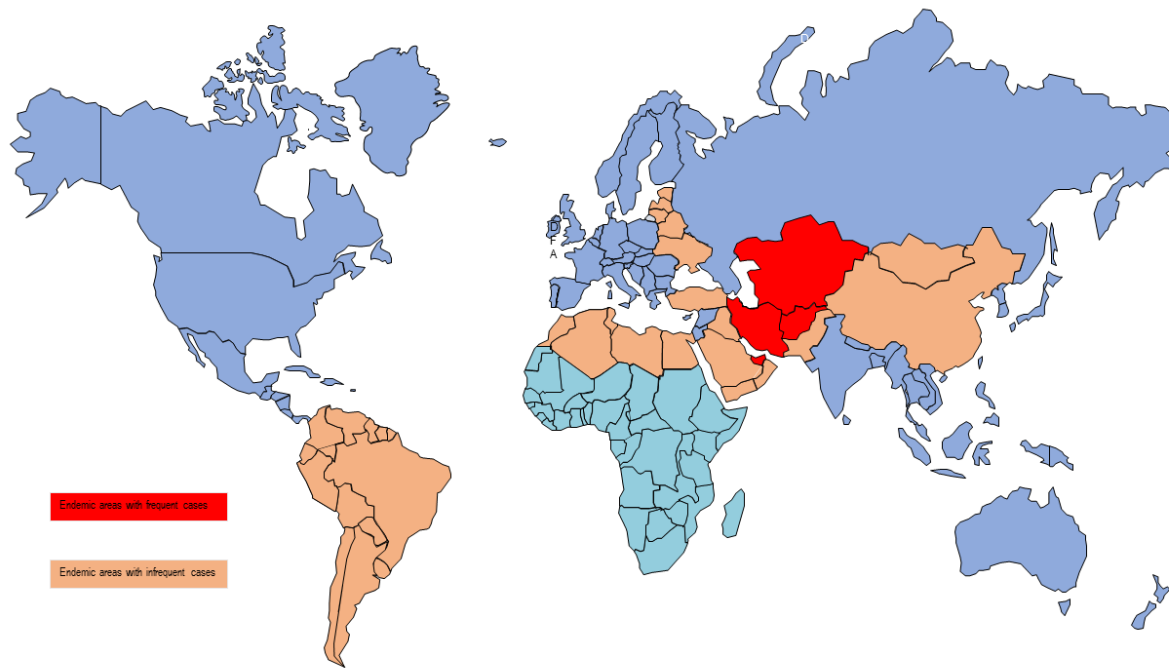 D
D
F
A
Endemic areas with frequent cases
Endemic areas with infrequent cases